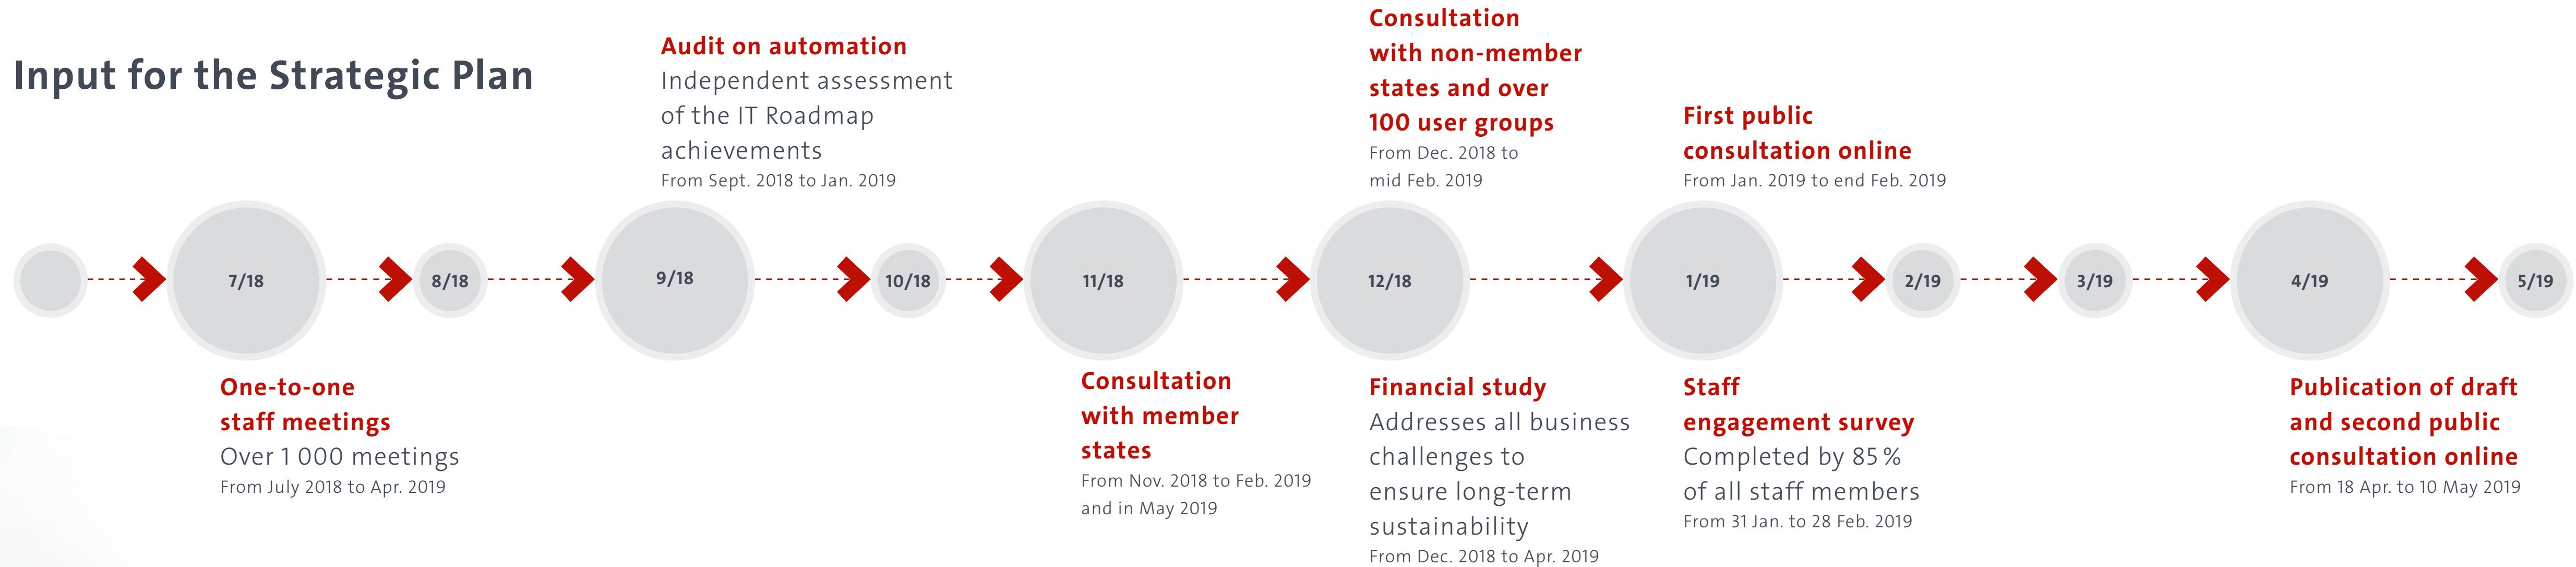 Input for the Strategic Plan
Audit on automation
Independent assessment
of the IT Roadmap
achievements
From Sept. 2018 to Jan. 2019
Consultation
with non-member
states and over
100 user groups
From Dec. 2018 to
mid Feb. 2019
First public
consultation online
From Jan. 2019 to end Feb. 2019
7/18
8/18
9/18
10/18
11/18
12/18
1/19
2/19
3/19
4/19
5/19
One-to-one
staff meetings
Over 1 000 meetings
From July 2018 to Apr. 2019
Consultation
with member
states
From Nov. 2018 to Feb. 2019
and in May 2019
Financial study
Addresses all business
challenges to
ensure long-term
sustainability
From Dec. 2018 to Apr. 2019
Staff
engagement survey
Completed by 85 %
of all staff members
From 31 Jan. to 28 Feb. 2019
Publication of draft
and second public
consultation online
From 18 Apr. to 10 May 2019